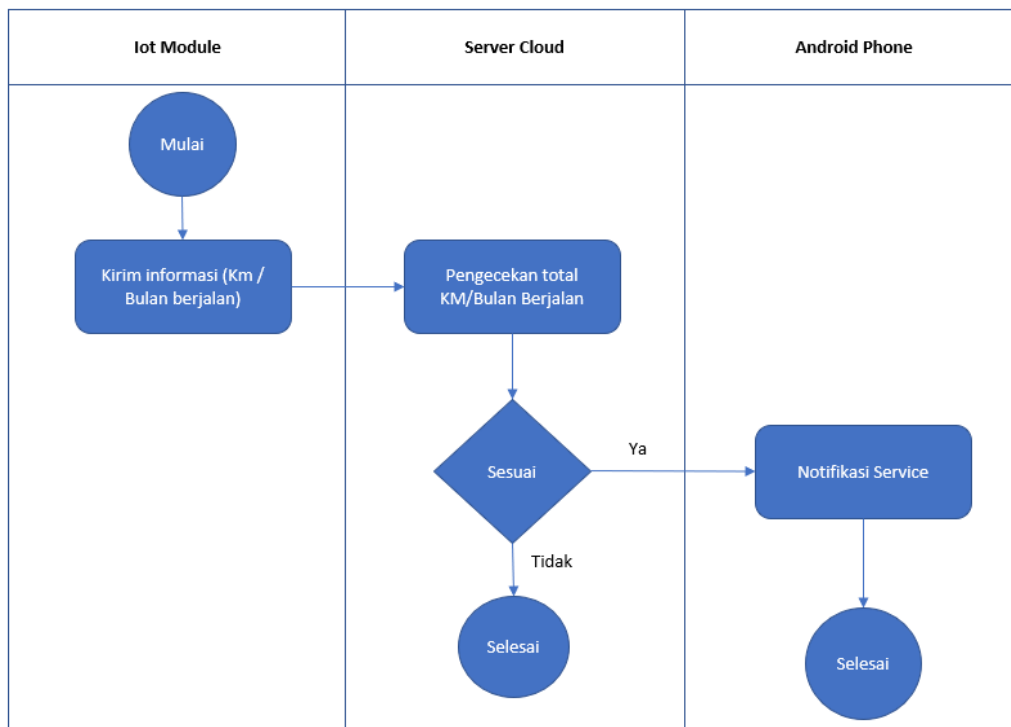 Iot Module
Server Cloud
Android Phone
Mulai
Kirim informasi (Km /
Bulan berjalan)
Pengecekan total
KM/Bulan Berjalan
Sesuai
Ya
Notifikasi Service
Tidak
Selesai
Selesai